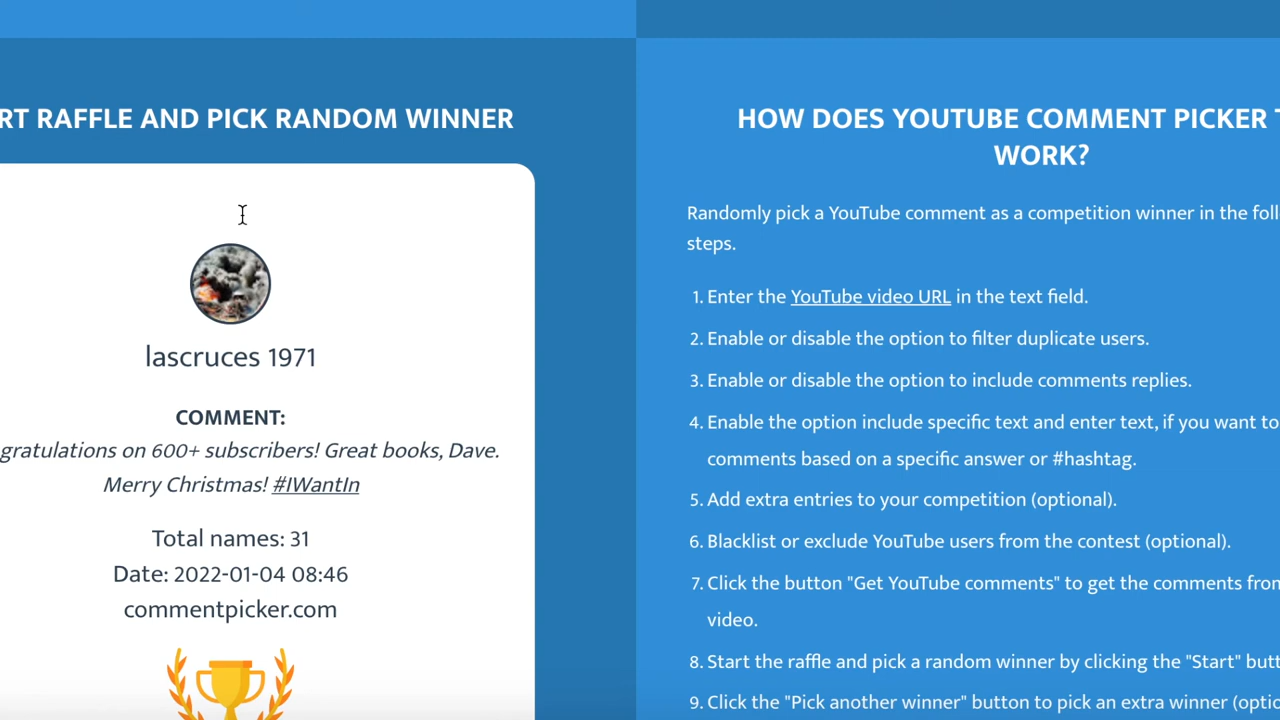 RT RAFFLE AND PICK RANDOM WINNER
lascruces 1971
COMMENT:
gratulations on 600+ subscribers! Great books, Dave.
Merry Christmas! #IWantIn
Total names: 31
Date: 2022-01-04 08:46
commentpicker.com
HOW DOES YOUTUBE COMMENT PICKER T
WORK?
Randomly pick a YouTube comment as a competition winner in the foll
steps.
1. Enter the YouTube video URL in the text field.
2. Enable or disable the option to filter duplicate users.
3. Enable or disable the option to include comments replies.
4. Enable the option include specific text and enter text, if you want to
comments based on a specific answer or #hashtag.
5. Add extra entries to your competition (optional).
6. Blacklist or exclude YouTube users from the contest (optional).
7. Click the button "Get YouTube comments" to get the comments from
video.
8. Start the raffle and pick a random winner by clicking the "Start" butt
9. Click the "Pick another winner" button to pick an extra winner (optio